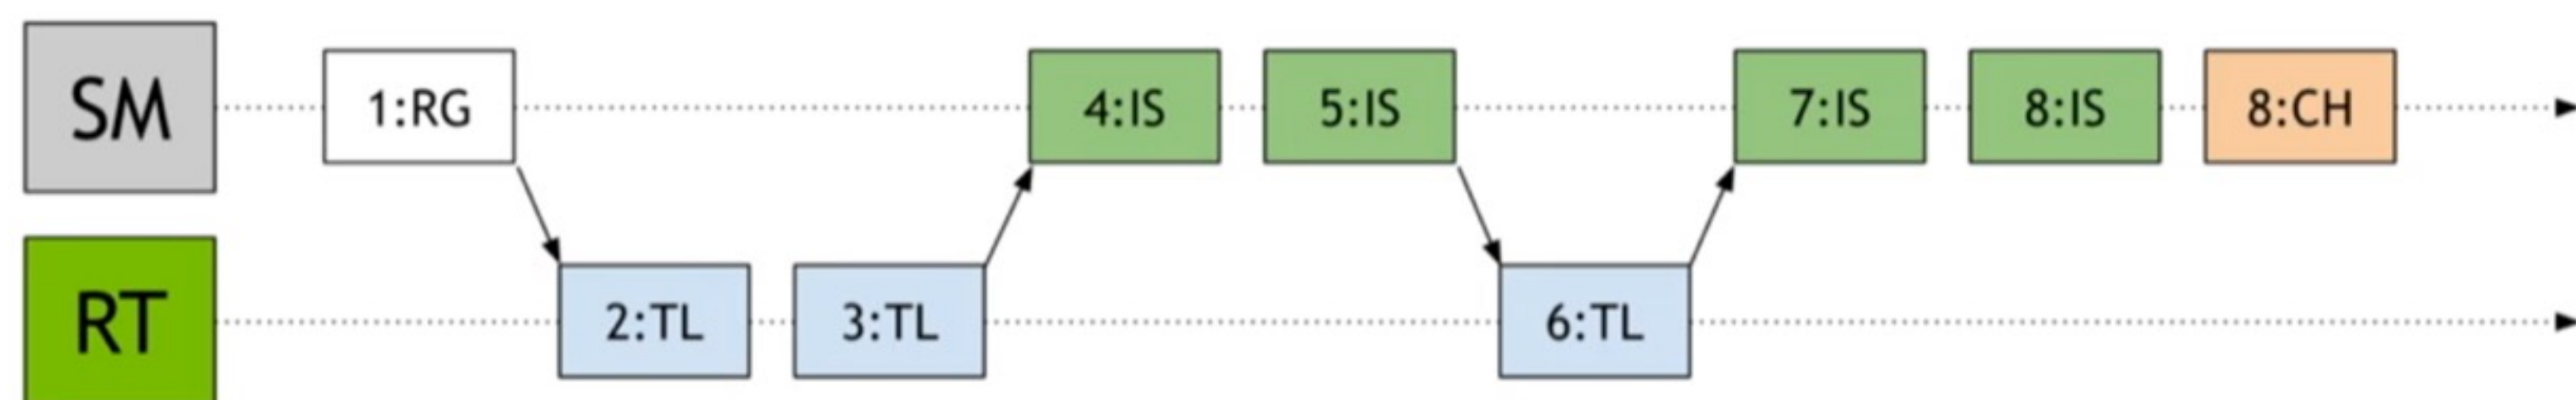 SM 1:RG 4:IS 5:IS 7:IS 8:IS 8:CH
RT 2:TL 3:TL 6:TL